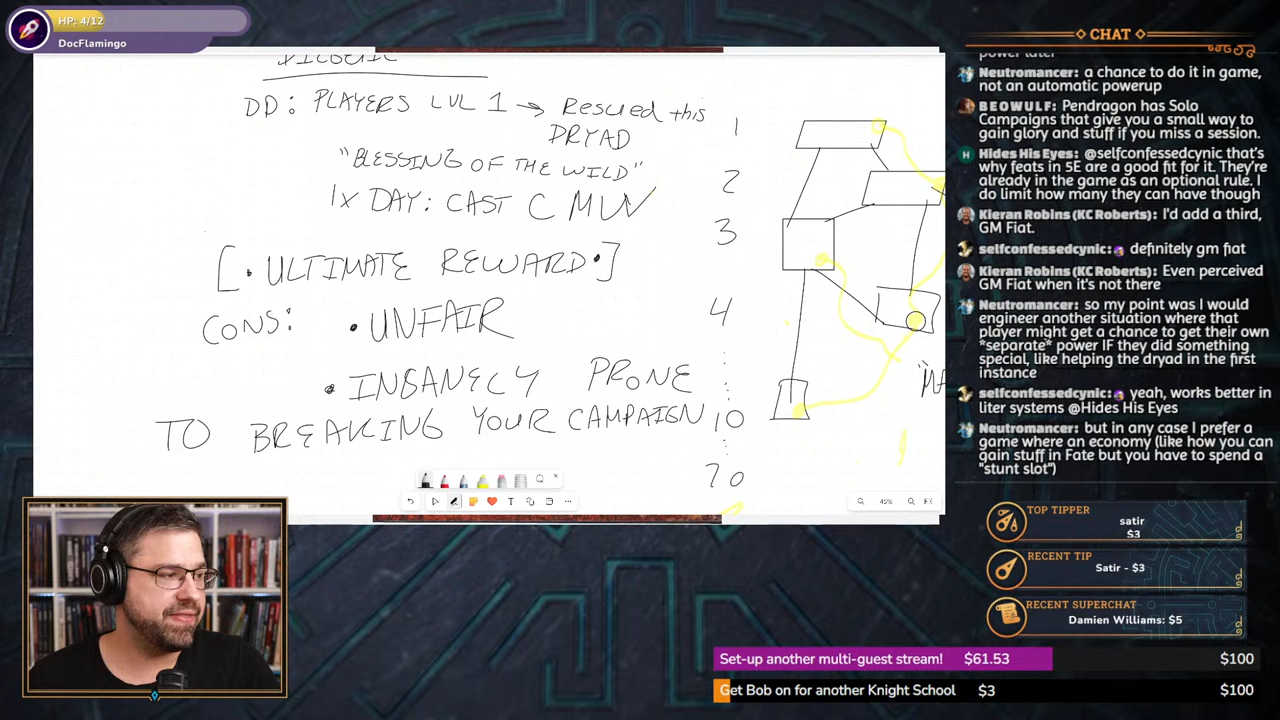 HP: 4/12
DocFlamingo
DD: PLAYERS LVL 1 → Rescued this
DRYAD
"BLESSING OF THE WILD"
1X DAY: CAST C MW
[· ULTIMATE REWARD ·]
CONS: • UNFAIR
• INSANELY PRONE
TO BREAKING YOUR CAMPAIGN
1
2
3
4
10
20
45%
CHAT
power later
Neutromancer: a chance to do it in game,
not an automatic powerup
BEOWULF: Pendragon has Solo
Campaigns that give you a small way to
gain glory and stuff if you miss a session.
Hides His Eyes: @selfconfessedcynic that's
why feats in 5E are a good fit for it. They're
already in the game as an optional rule. I
do limit how many they can have though
Kieran Robins (KC Roberts): I'd add a third,
GM Fiat.
selfconfessedcynic: definitely gm fiat
Kieran Robins (KC Roberts): Even perceived
GM Fiat when it's not there
Neutromancer: so my point was I would
engineer another situation where that
player might get a chance to get their own
*separate* power IF they did something
special, like helping the dryad in the first
instance
selfconfessedcynic: yeah, works better in
liter systems @Hides His Eyes
Neutromancer: but in any case I prefer a
game where an economy (like how you can
gain stuff in Fate but you have to spend a
"stunt slot")
TOP TIPPER
satir
$3
RECENT TIP
Satir - $3
RECENT SUPERCHAT
Damien Williams: $5
Set-up another multi-guest stream! $61.53 $100
Get Bob on for another Knight School $3 $100